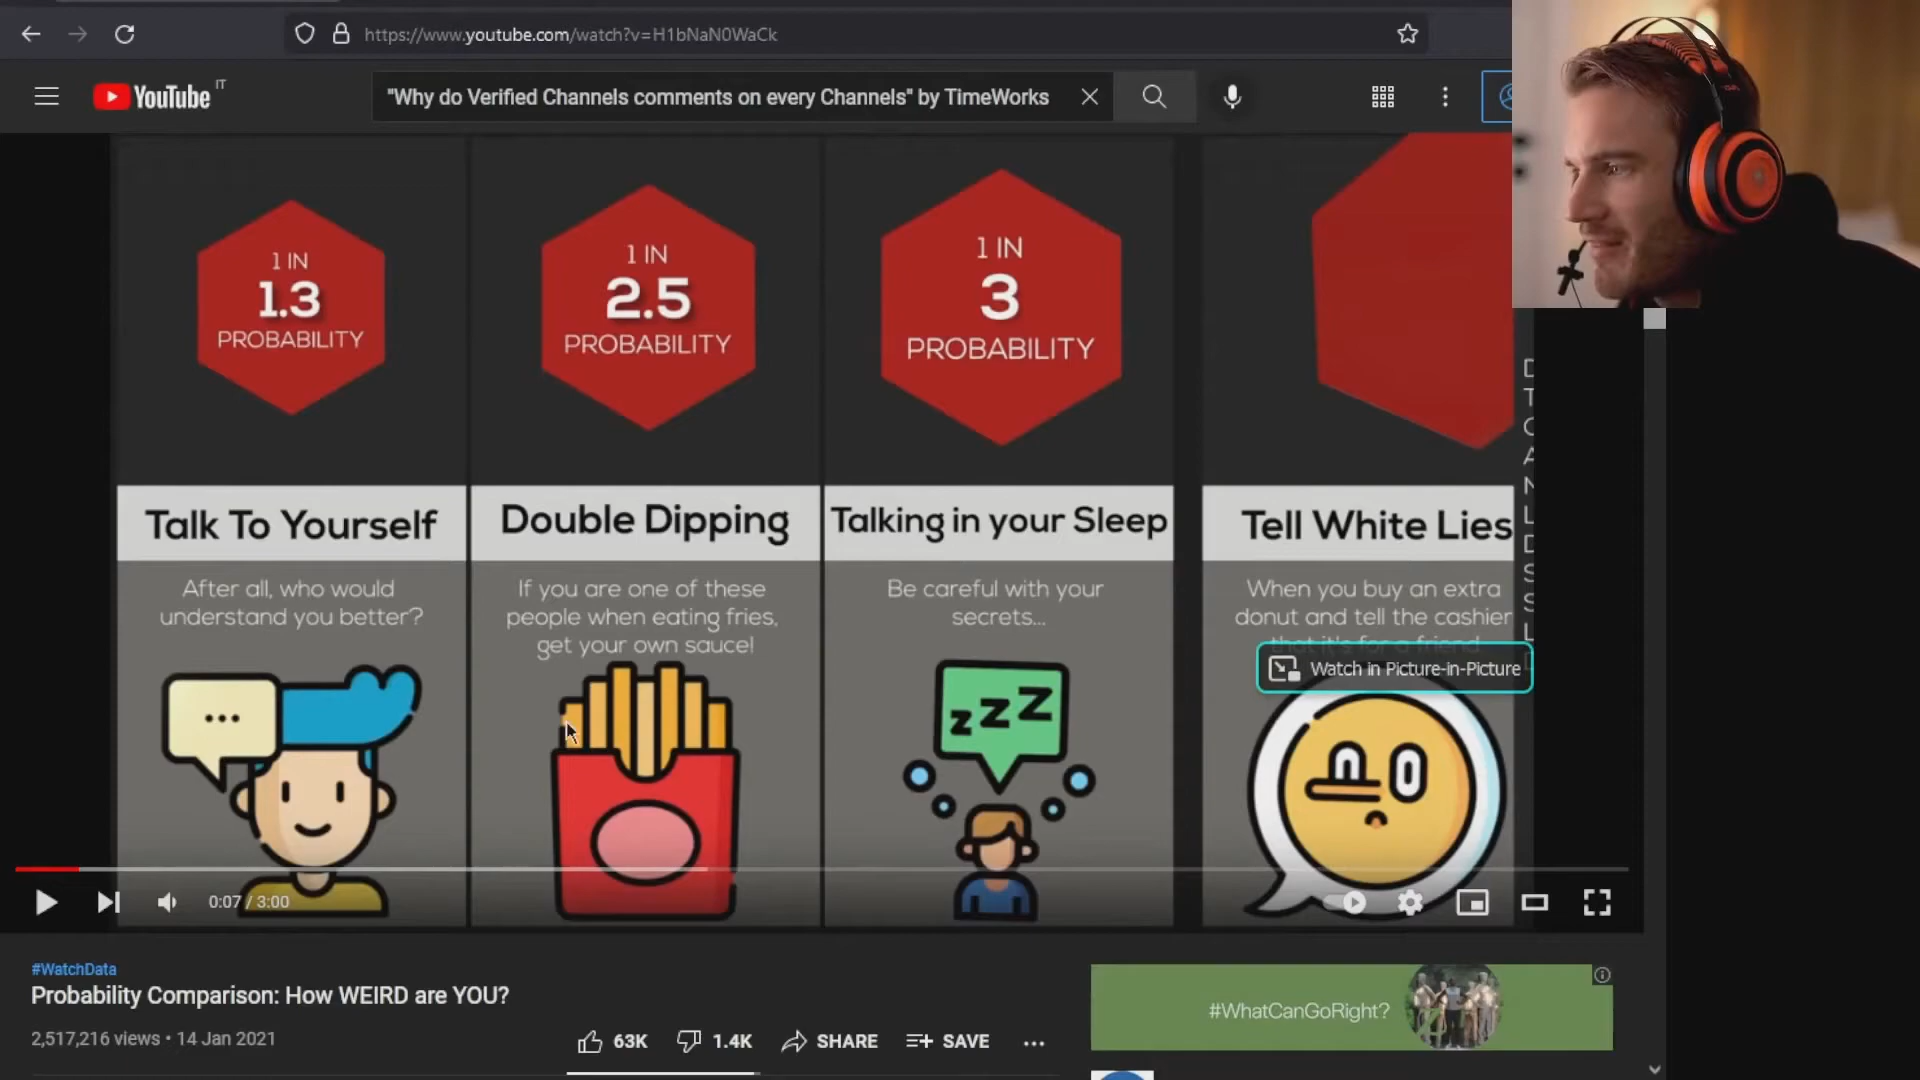 https://www.youtube.com/watch?v=H1bNaN0WaCk
YouTube IT
"Why do Verified Channels comments on every Channels" by TimeWorks
1 IN
1.3
PROBABILITY
1 IN
2.5
PROBABILITY
1 IN
3
PROBABILITY
Talk To Yourself
After all, who would
understand you better?
Double Dipping
If you are one of these
people when eating fries,
get your own sauce!
Talking in your Sleep
Be careful with your
secrets...
zzZ
Tell White Lies
When you buy an extra
donut and tell the cashier
that it's for a friend
Watch in Picture-in-Picture
0:07 / 3:00
#WatchData
Probability Comparison: How WEIRD are YOU?
2,517,216 views • 14 Jan 2021
63K
1.4K
SHARE
SAVE
#WhatCanGoRight?